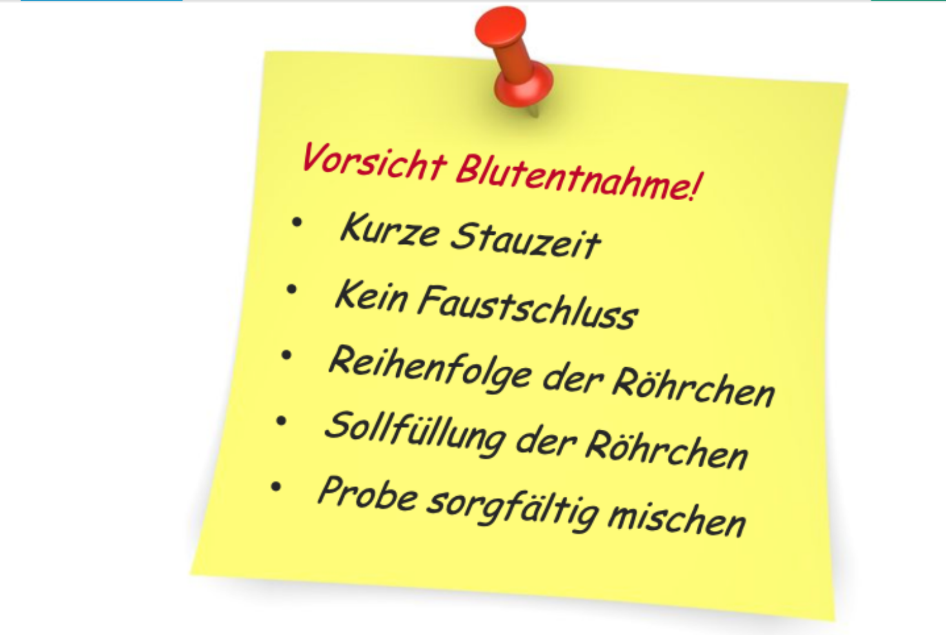 Vorsicht Blutentnahme!
• Kurze Stauzeit
• Kein Faustschluss
• Reihenfolge der Röhrchen
• Sollfüllung der Röhrchen
• Probe sorgfältig mischen